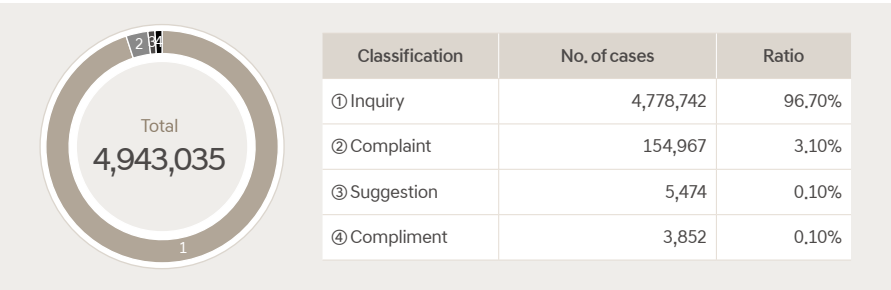 2 3 4
Total
4,943,035
1
Classification No. of cases Ratio
① Inquiry 4,778,742 96.70%
② Complaint 154,967 3.10%
③ Suggestion 5,474 0.10%
④ Compliment 3,852 0.10%